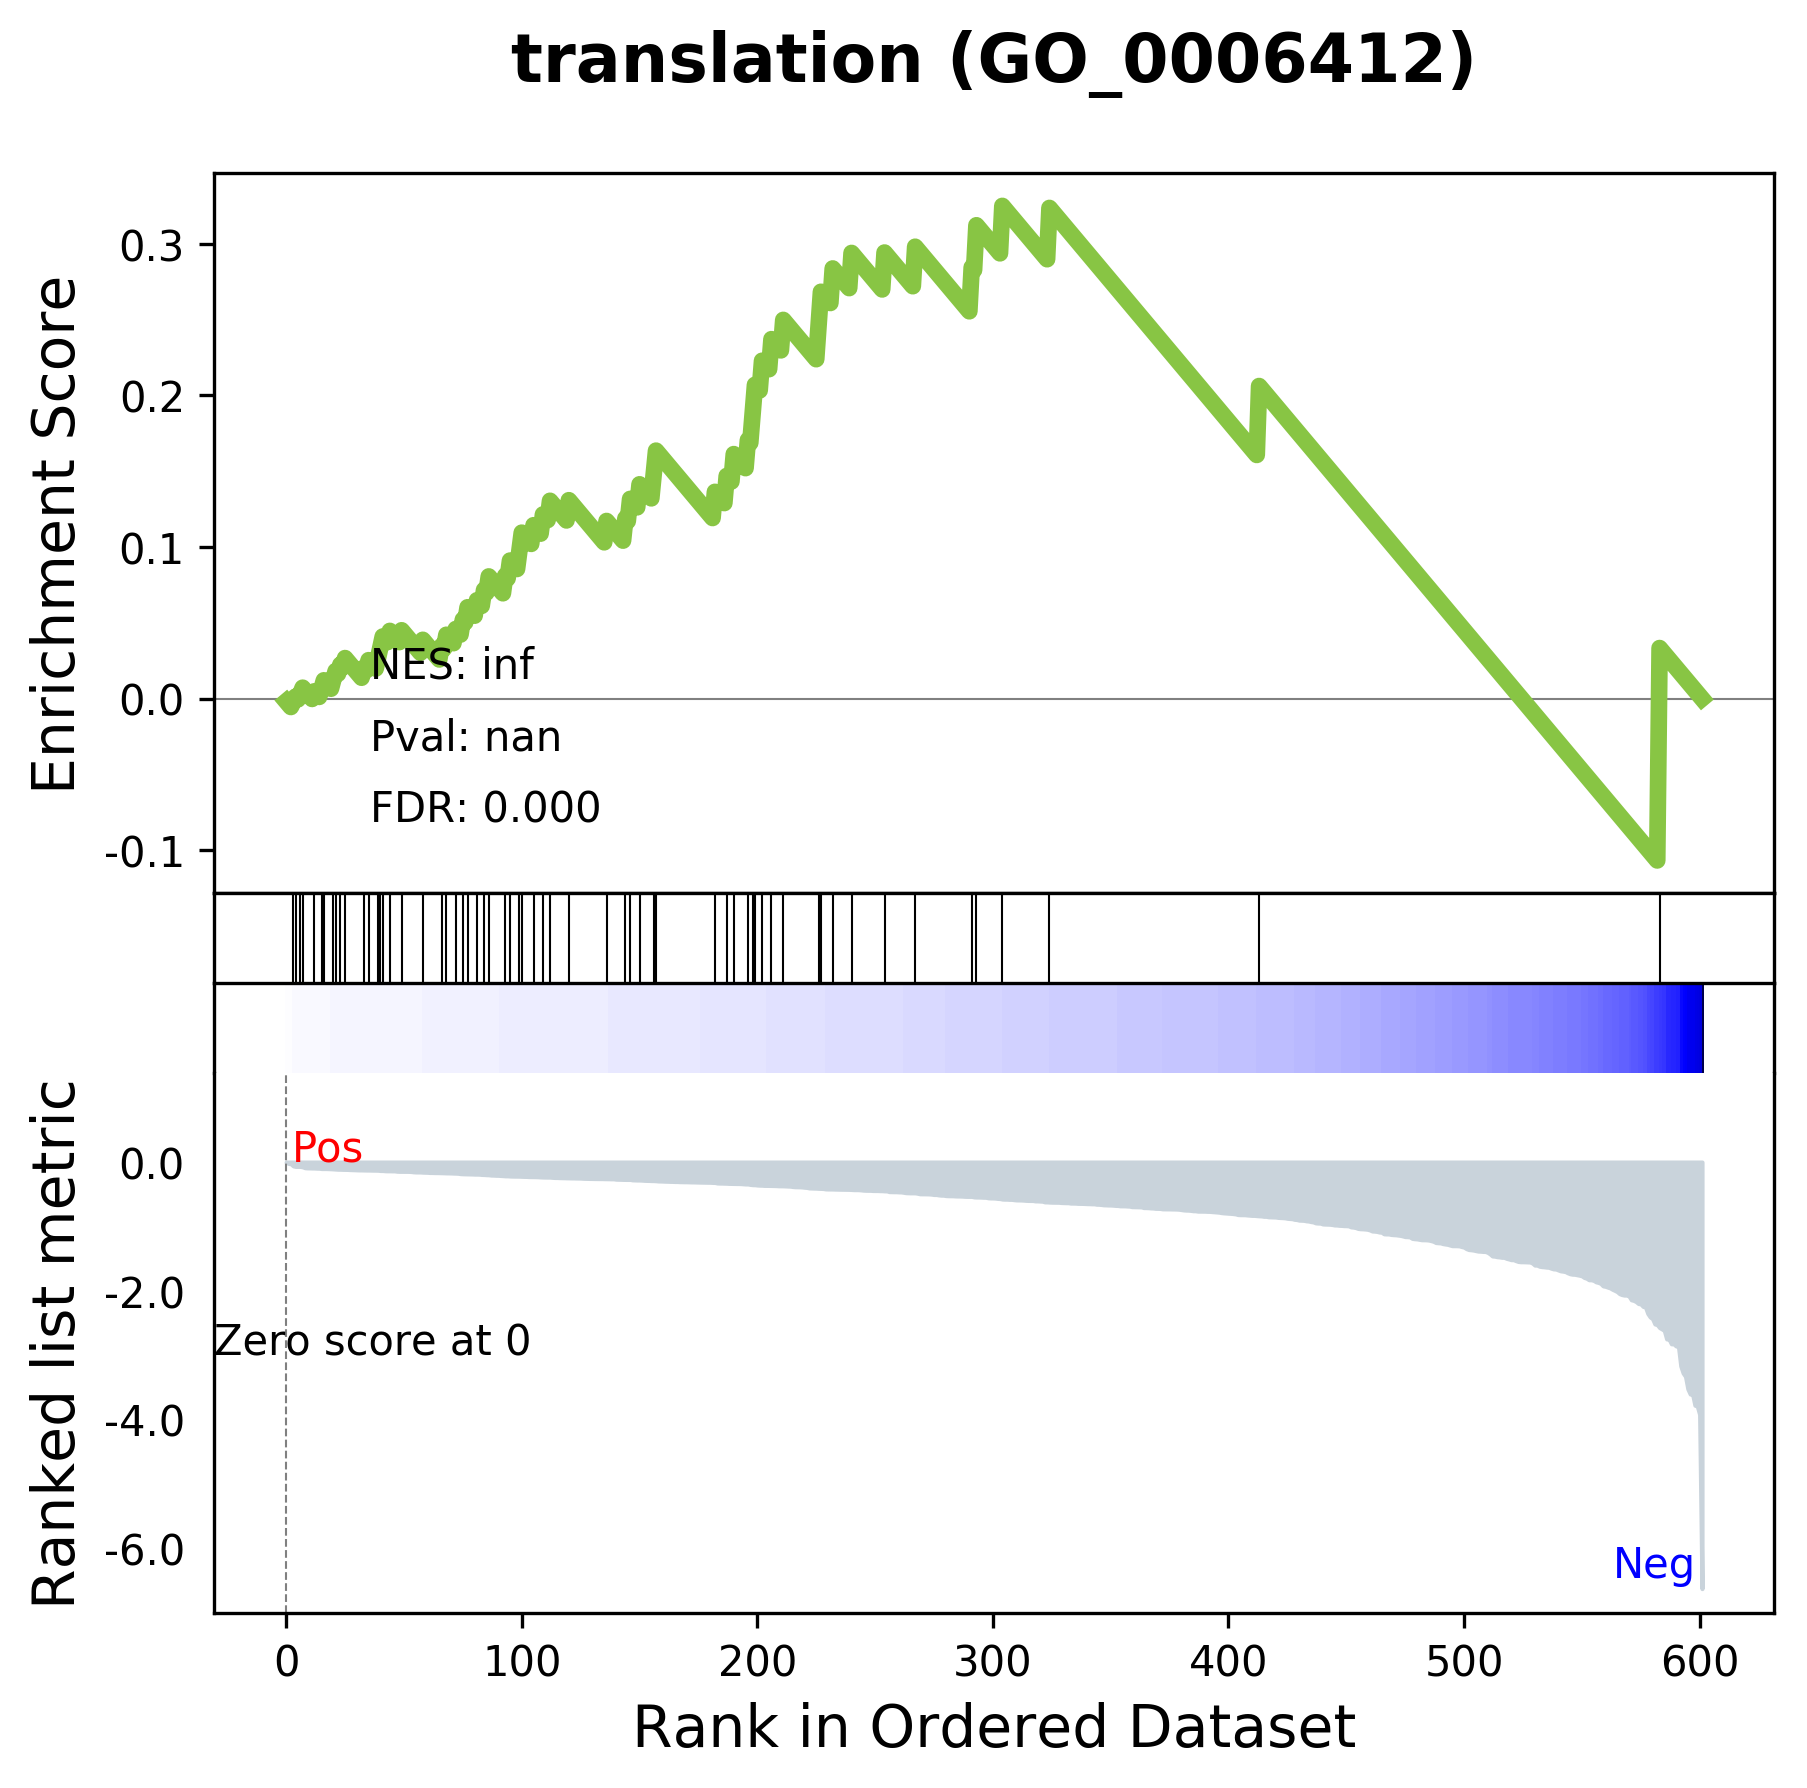 translation (GO_0006412)
Enrichment Score
0.3
0.2
0.1
0.0
-0.1
NES: inf
Pval: nan
FDR: 0.000
Ranked list metric
0.0
-2.0
-4.0
-6.0
Pos
Zero score at 0
Neg
0 100 200 300 400 500 600
Rank in Ordered Dataset